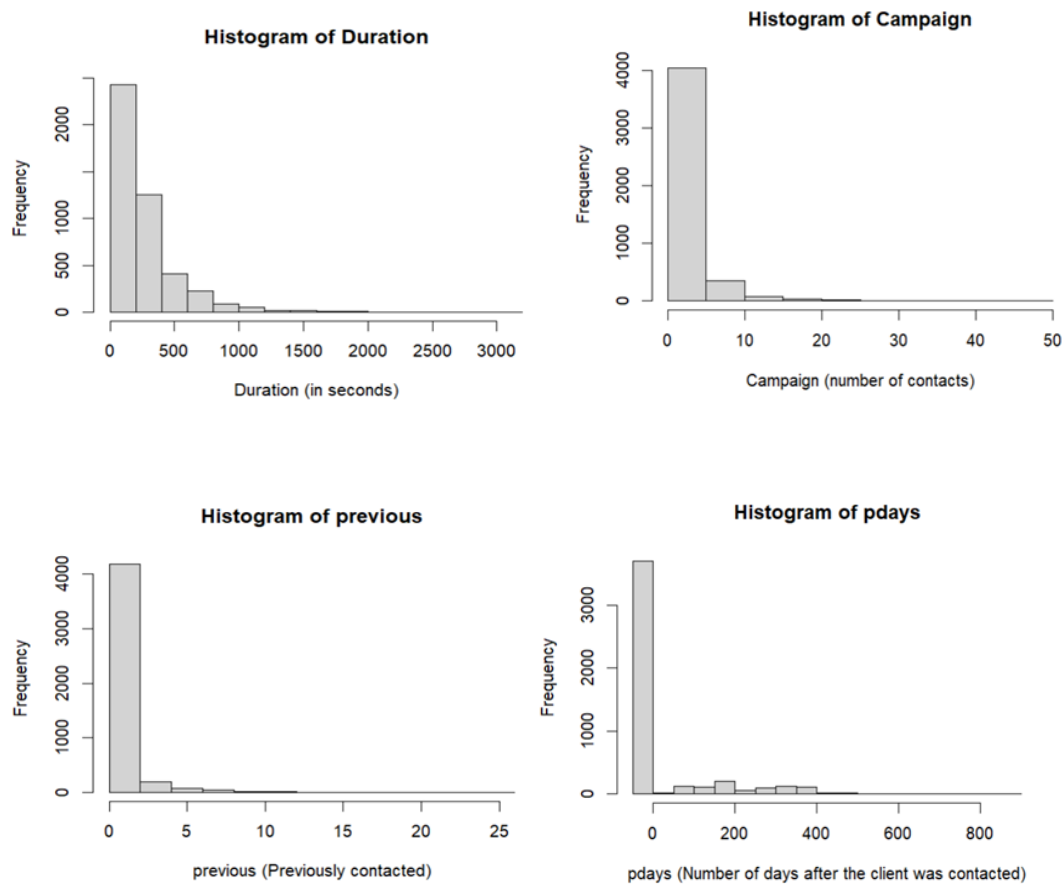 Histogram of Duration
Frequency
0
500
1000
2000
0 500 1000 1500 2000 2500 3000
Duration (in seconds)
Histogram of Campaign
Frequency
0
1000
2000
3000
4000
0 10 20 30 40 50
Campaign (number of contacts)
Histogram of previous
Frequency
0
1000
2000
3000
4000
0 5 10 15 20 25
previous (Previously contacted)
Histogram of pdays
Frequency
0
1000
2000
3000
0 200 400 600 800
pdays (Number of days after the client was contacted)